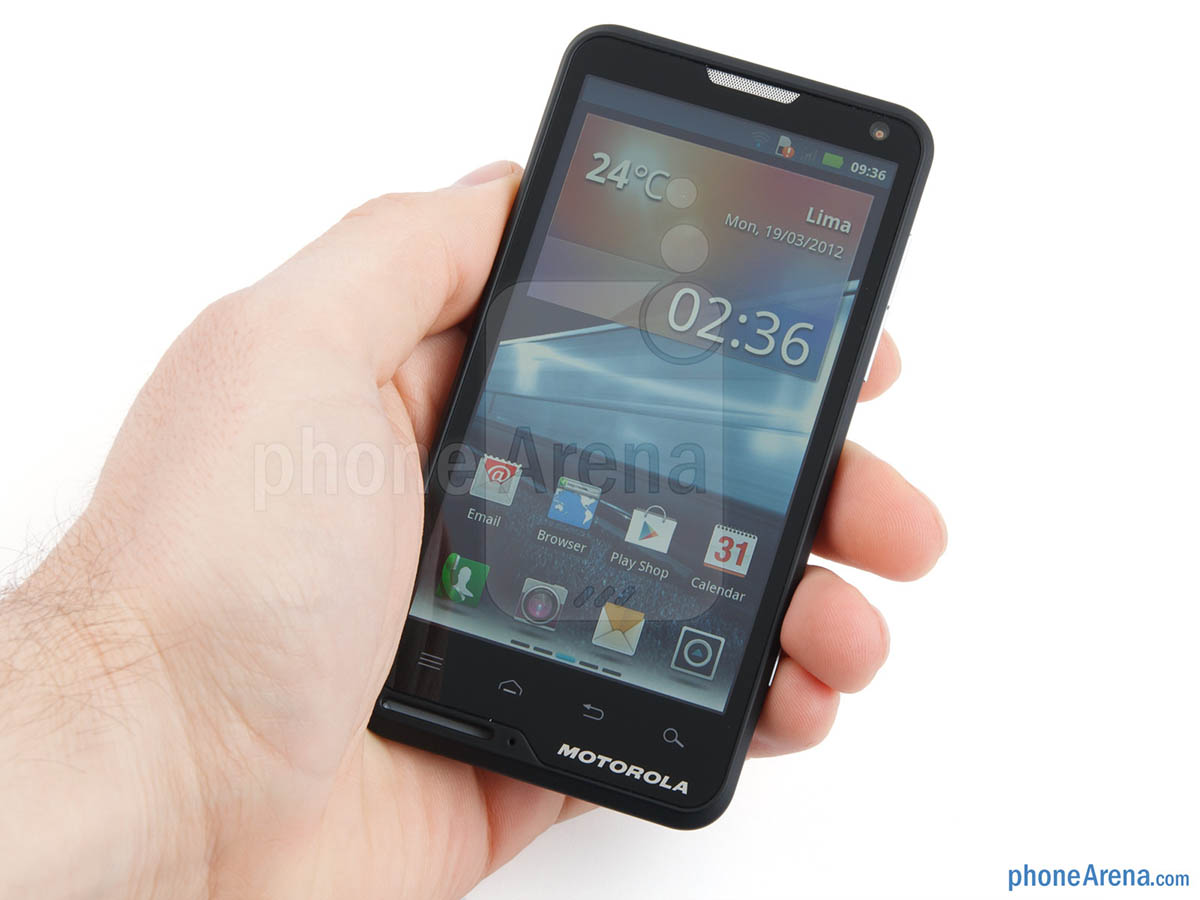 09:36
24°C
Lima
Mon, 19/03/2012
02:36
phoneArena
@
Email
Browser
Play Shop
31
Calendar
MOTOROLA
phoneArena.com